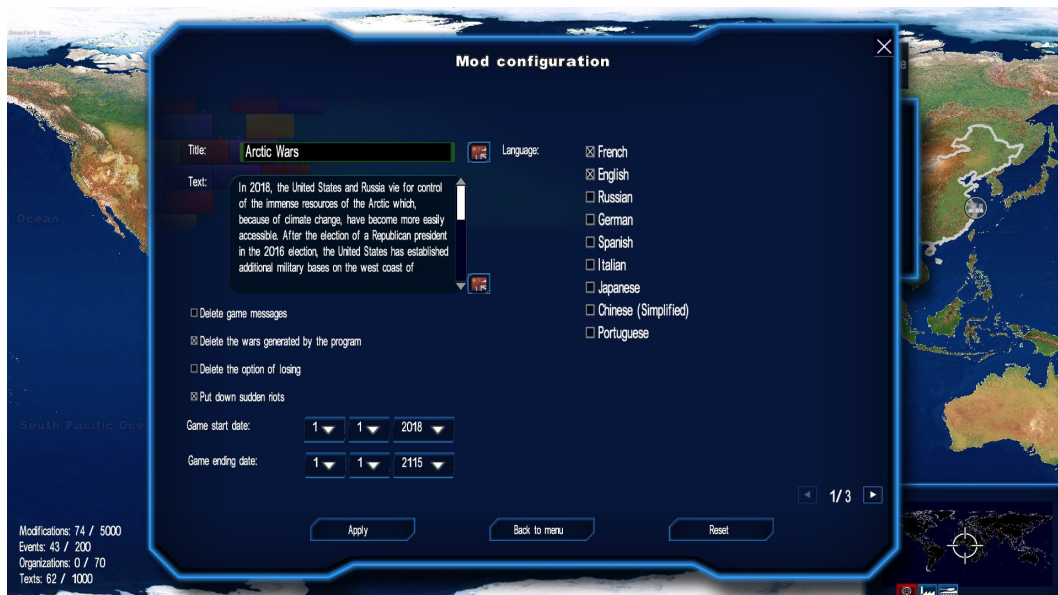 Mod configuration
Title:
Arctic Wars
Language:
French
English
Russian
German
Spanish
Italian
Japanese
Chinese (Simplified)
Portuguese
Text:
In 2018, the United States and Russia vie for control
of the immense resources of the Arctic which,
because of climate change, have become more easily
accessible. After the election of a Republican president
in the 2016 election, the United States has established
additional military bases on the west coast of
Delete game messages
Delete the wars generated by the program
Delete the option of losing
Put down sudden riots
Game start date:
1 1 2018
Game ending date:
1 1 2115
1/3
Apply
Back to menu
Reset
Modifications: 74 / 5000
Events: 43 / 200
Organizations: 0 / 70
Texts: 62 / 1000
Ocean
South Pacific Oce